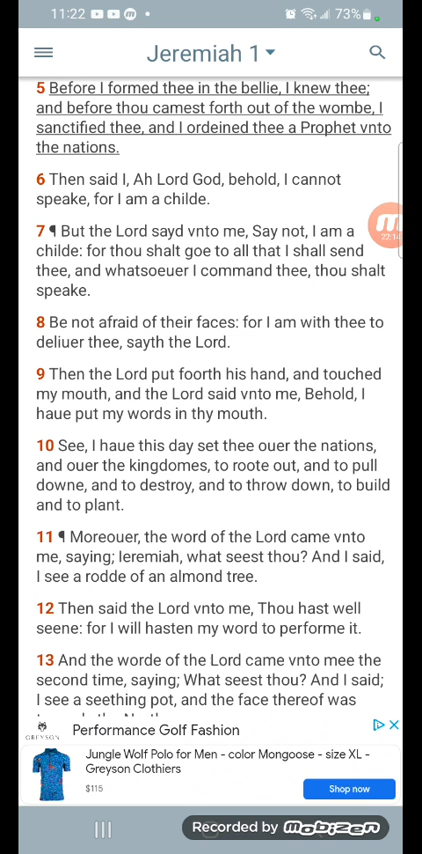 11:22 73%
Jeremiah 1
5 Before I formed thee in the bellie, I knew thee;
and before thou camest forth out of the wombe, I
sanctified thee, and I ordeined thee a Prophet vnto
the nations.
6 Then said I, Ah Lord God, behold, I cannot
speake, for I am a childe.
7 ¶ But the Lord sayd vnto me, Say not, I am a
childe: for thou shalt goe to all that I shall send
thee, and whatsoeuer I command thee, thou shalt
speake.
8 Be not afraid of their faces: for I am with thee to
deliuer thee, sayth the Lord.
9 Then the Lord put foorth his hand, and touched
my mouth, and the Lord said vnto me, Behold, I
haue put my words in thy mouth.
10 See, I haue this day set thee ouer the nations,
and ouer the kingdomes, to roote out, and to pull
downe, and to destroy, and to throw down, to build
and to plant.
11 ¶ Moreouer, the word of the Lord came vnto
me, saying; Ieremiah, what seest thou? And I said,
I see a rodde of an almond tree.
12 Then said the Lord vnto me, Thou hast well
seene: for I will hasten my word to performe it.
13 And the worde of the Lord came vnto mee the
second time, saying; What seest thou? And I said;
I see a seething pot, and the face thereof was
GREYSON
Performance Golf Fashion
Jungle Wolf Polo for Men - color Mongoose - size XL -
Greyson Clothiers
$115
Shop now
Recorded by mobizen